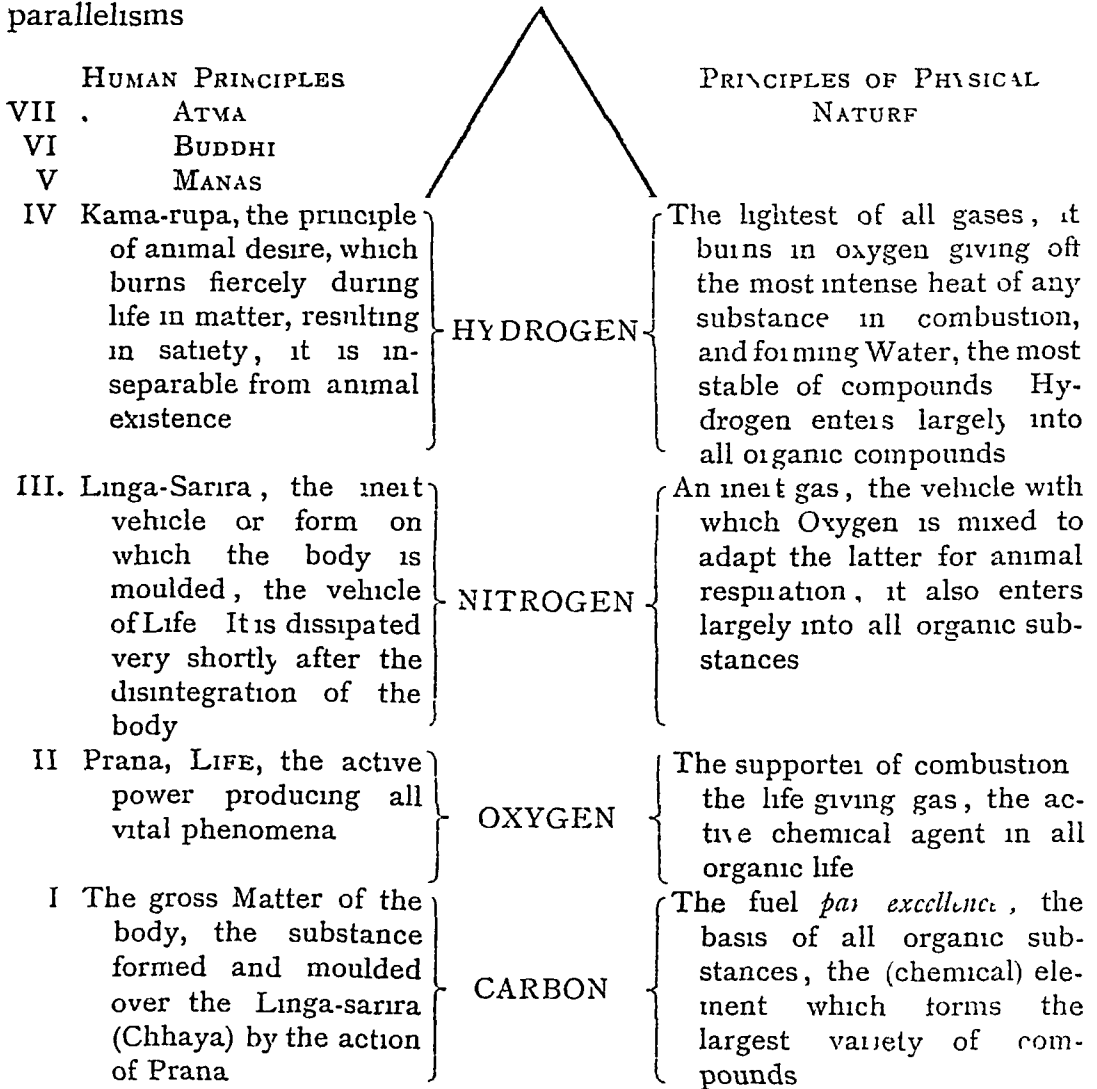 parallelisms
HUMAN PRINCIPLES
VII . ATMA
VI BUDDHI
V MANAS
PRINCIPLES OF PHYSICAL
NATURE
IV Kama-rupa, the principle
of animal desire, which
burns fiercely during
life in matter, resulting
in satiety, it is in-
separable from animal
existence
HYDROGEN
The lightest of all gases, it
burns in oxygen giving off
the most intense heat of any
substance in combustion,
and forming Water, the most
stable of compounds Hy-
drogen enters largely into
all organic compounds
III. Linga-Sarira, the inert
vehicle or form on
which the body is
moulded, the vehicle
of Life It is dissipated
very shortly after the
disintegration of the
body
NITROGEN
An inert gas, the vehicle with
which Oxygen is mixed to
adapt the latter for animal
respiration, it also enters
largely into all organic sub-
stances
II Prana, LIFE, the active
power producing all
vital phenomena
OXYGEN
The supporter of combustion
the life giving gas, the ac-
tive chemical agent in all
organic life
I The gross Matter of the
body, the substance
formed and moulded
over the Linga-sarira
(Chhaya) by the action
of Prana
CARBON
The fuel par excellence, the
basis of all organic sub-
stances, the (chemical) ele-
ment which forms the
largest variety of com-
pounds